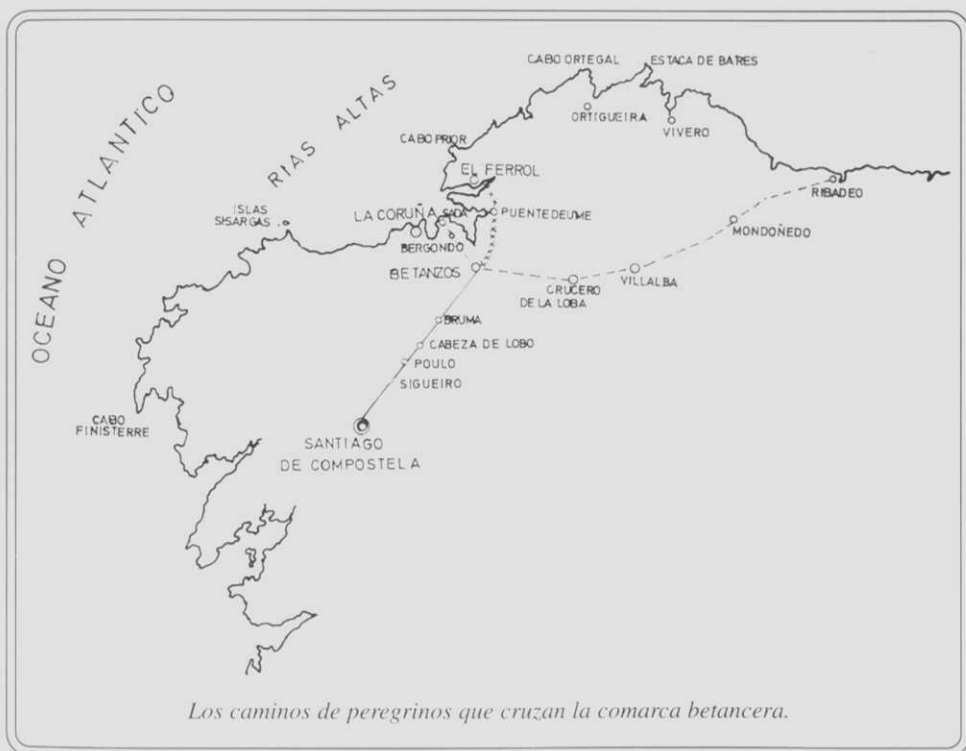 CABO ORTEGAL
ESTACA DE BARES
ORTIGUEIRA
VIVERO
OCEANO ATLANTICO
RIAS ALTAS
CABO PRIOR
EL FERROL
RIBADEO
ISLAS
SISARGAS
LA CORUÑA
SADA
PUENTEDEUME
MONDOÑEDO
BERGONDO
BETANZOS
CRUCERO
DE LA LOBA
VILLALBA
BRUMA
CABEZA DE LOBO
POULO
SIGUEIRO
CABO
FINISTERRE
SANTIAGO
DE COMPOSTELA
Los caminos de peregrinos que cruzan la comarca betancera.